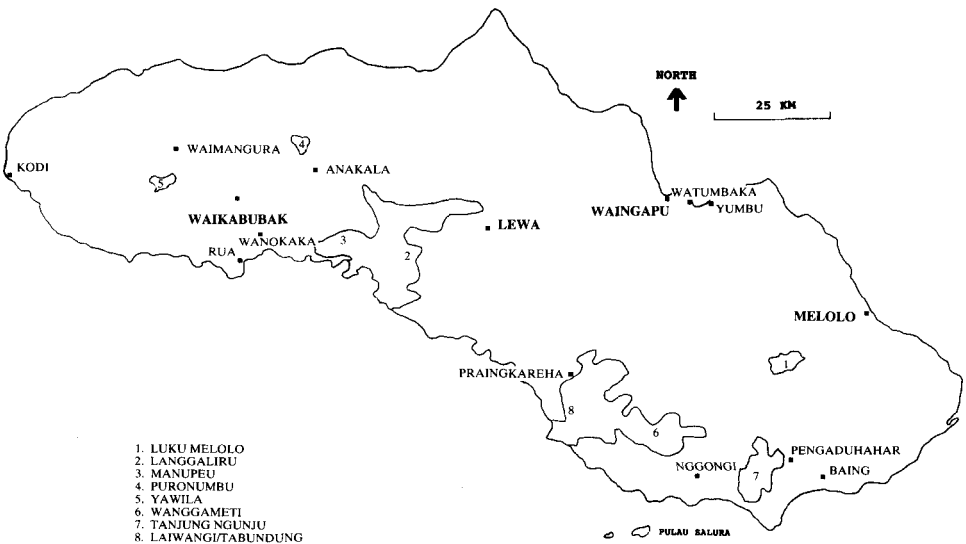 NORTH
25 KM
4
WAIMANGURA
KODI
ANAKALA
5
WAIKABUBAK
WAINGAPU
WATUMBAKA
YUMBU
LEWA
WANOKAKA
3
RUA
2
MELOLO
1
PRAINGKAREHA
8
6
PENGADUHAHAR
NGGONGI
7
BAING
1. LUKU MELOLO
2. LANGGALIRU
3. MANUPEU
4. PURONUMBU
5. YAWILA
6. WANGGAMETI
7. TANJUNG NGUNJU
8. LAIWANGI/TABUNDUNG
PULAU SALURA